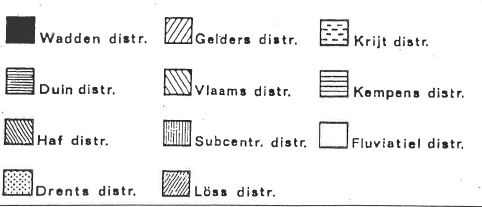 Wadden distr.
Gelders distr.
Krijt distr.
Duin distr.
Vlaams distr.
Kempens distr.
Haf distr.
Subcentr. distr.
Fluviatiel distr.
Drents distr.
Löss distr.